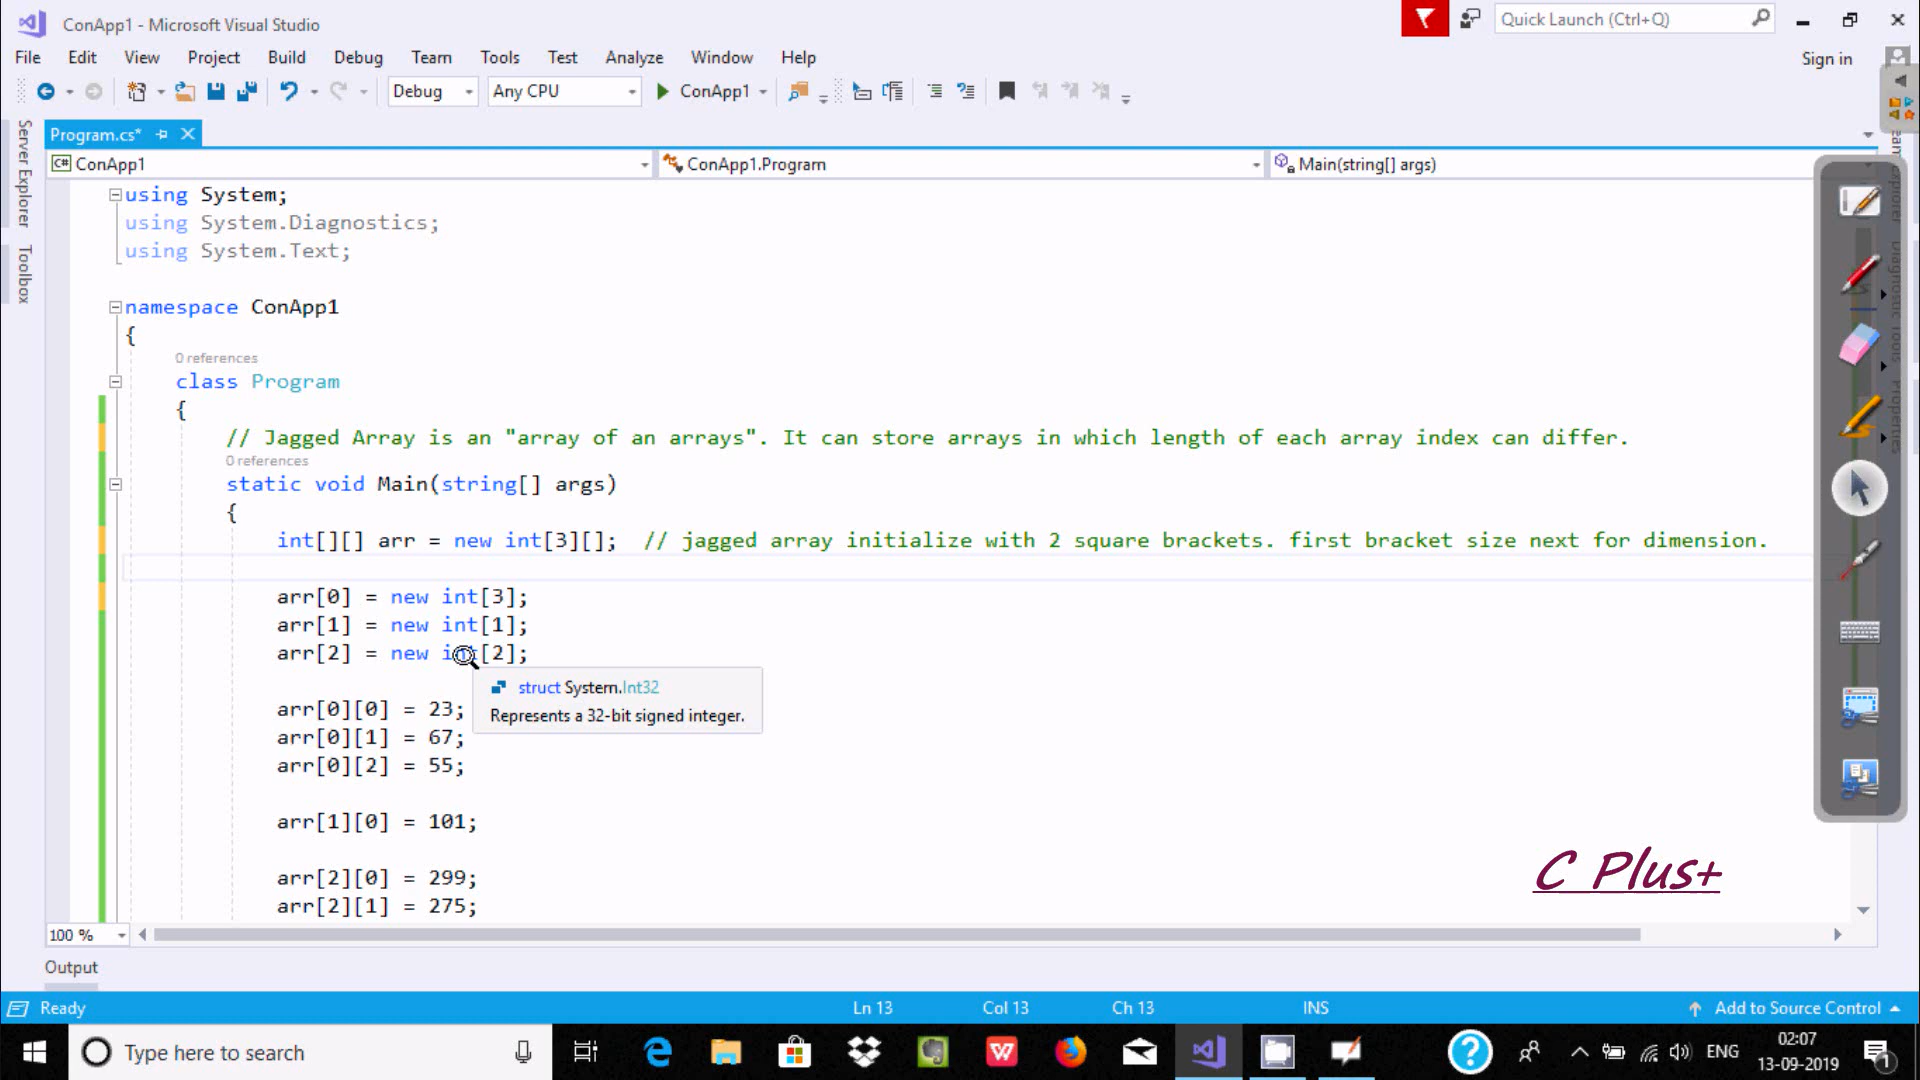 ConApp1 - Microsoft Visual Studio
Quick Launch (Ctrl+Q)
File Edit View Project Build Debug Team Tools Test Analyze Window Help
Sign in
Debug Any CPU ConApp1
Server Explorer
Toolbox
Program.cs*
C# ConApp1
ConApp1.Program
Main(string[] args)
using System;
using System.Diagnostics;
using System.Text;
namespace ConApp1
{
0 references
class Program
{
// Jagged Array is an "array of an arrays". It can store arrays in which length of each array index can differ.
0 references
static void Main(string[] args)
{
int[][] arr = new int[3][]; // jagged array initialize with 2 square brackets. first bracket size next for dimension.
arr[0] = new int[3];
arr[1] = new int[1];
arr[2] = new int[2];
struct System.Int32
Represents a 32-bit signed integer.
arr[0][0] = 23;
arr[0][1] = 67;
arr[0][2] = 55;
arr[1][0] = 101;
arr[2][0] = 299;
arr[2][1] = 275;
C Plus+
Diagnostic Tools
Properties
100 %
Output
Ready
Ln 13 Col 13 Ch 13 INS
Add to Source Control
Type here to search
ENG
02:07
13-09-2019
1